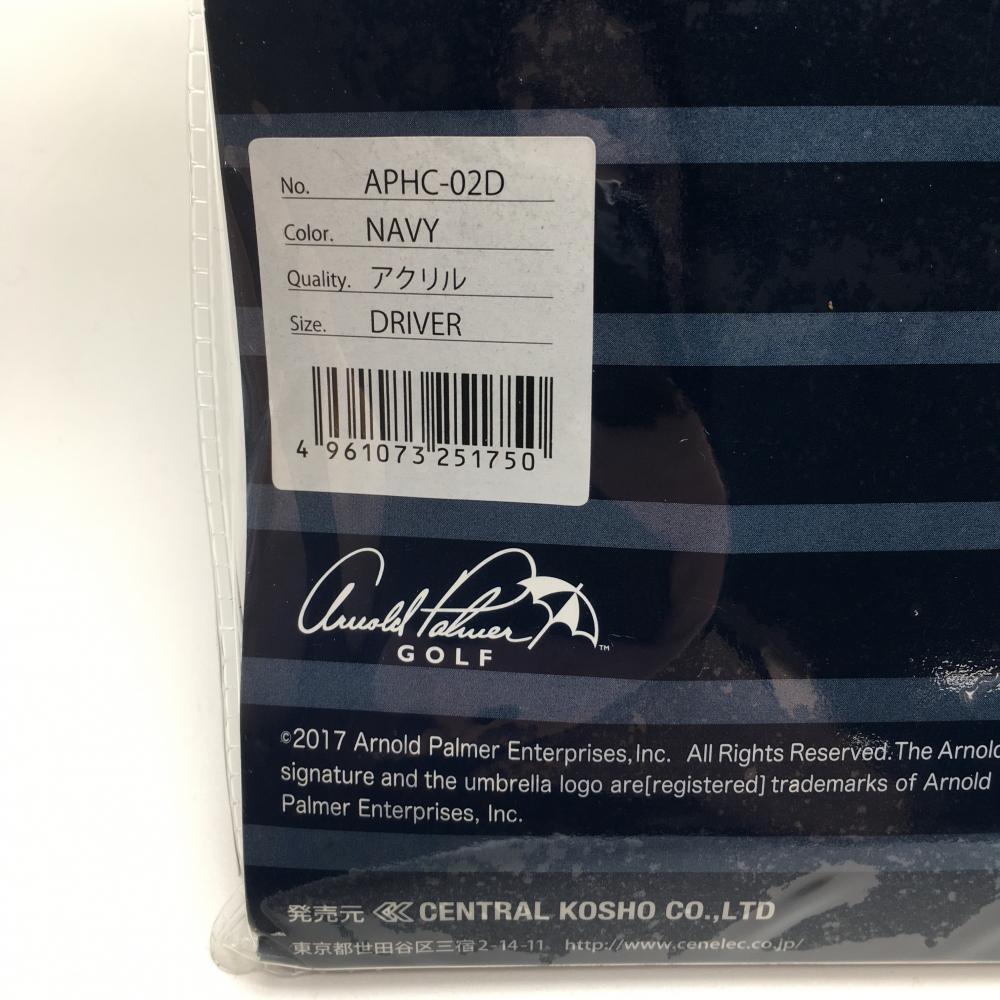 No. APHC-02D
Color. NAVY
Quality. アクリル
Size. DRIVER
4 961073 251750
Arnold Palmer TM
GOLF
©2017 Arnold Palmer Enterprises,Inc. All Rights Reserved.The Arnold
signature and the umbrella logo are[registered] trademarks of Arnold
Palmer Enterprises, Inc.
発売元 CENTRAL KOSHO CO.,LTD
東京都世田谷区三宿2-14-11 http://www.cenelec.co.jp/